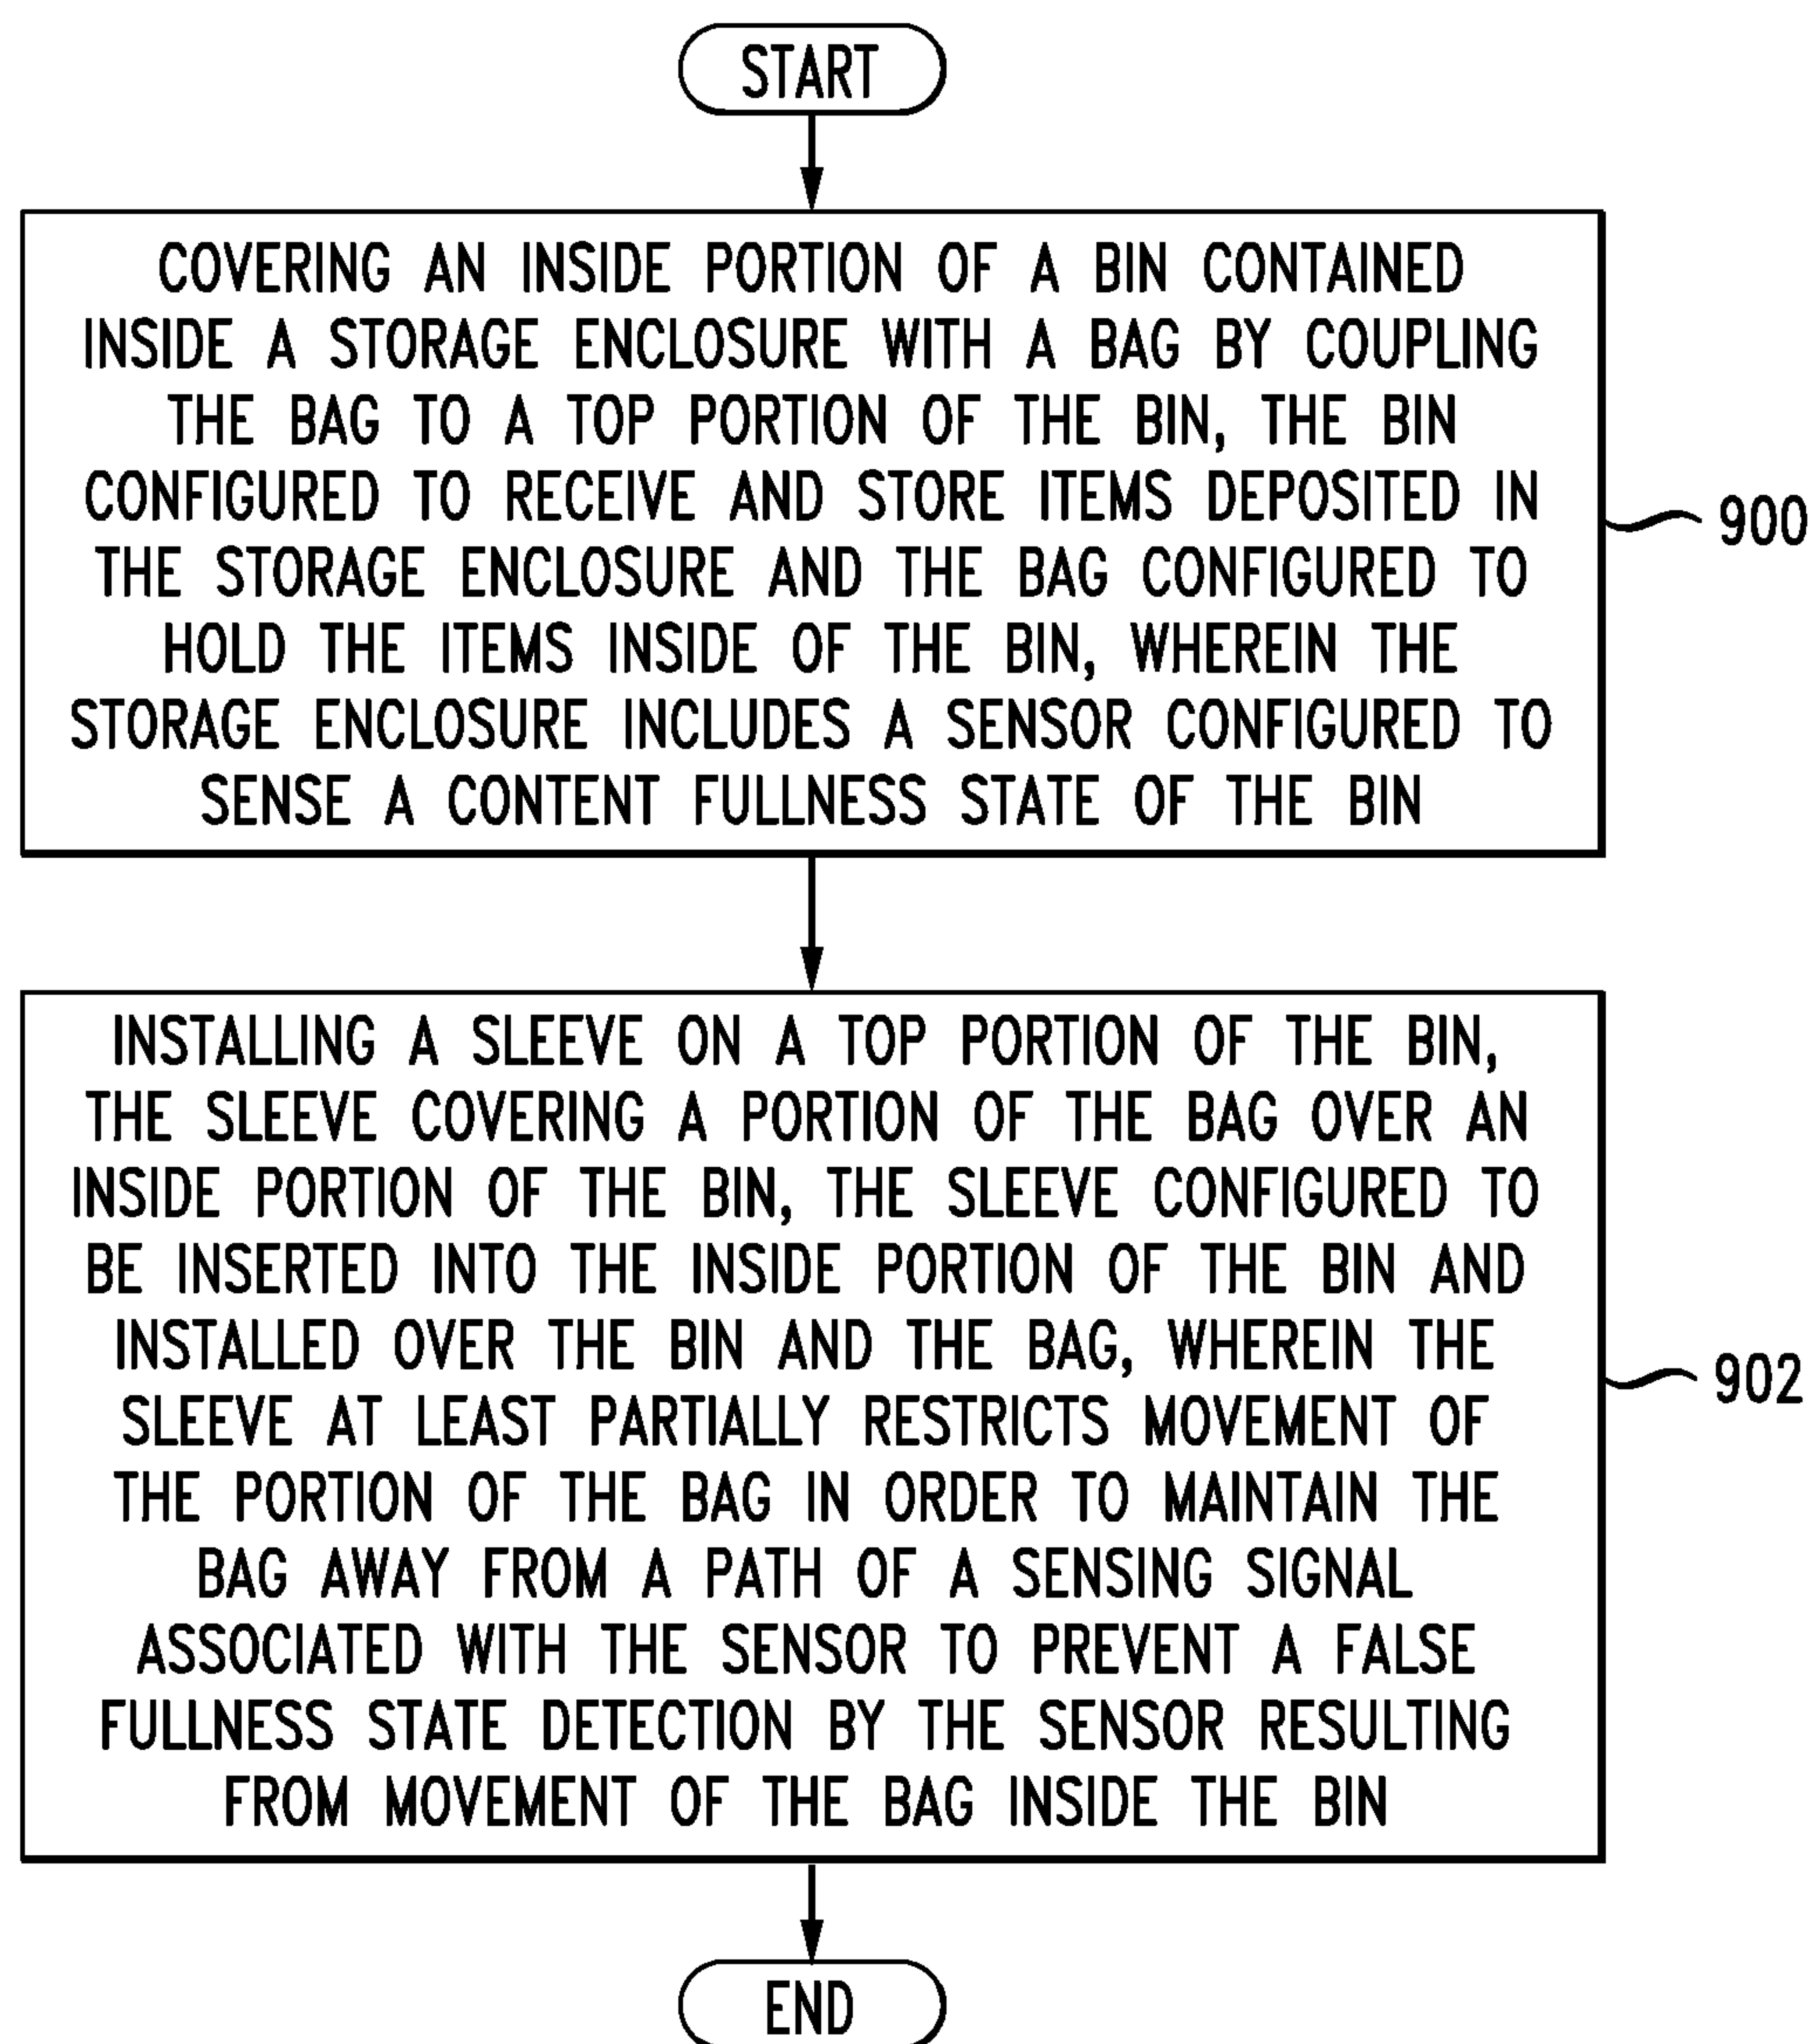 START
COVERING AN INSIDE PORTION OF A BIN CONTAINED
INSIDE A STORAGE ENCLOSURE WITH A BAG BY COUPLING
THE BAG TO A TOP PORTION OF THE BIN, THE BIN
CONFIGURED TO RECEIVE AND STORE ITEMS DEPOSITED IN
THE STORAGE ENCLOSURE AND THE BAG CONFIGURED TO
HOLD THE ITEMS INSIDE OF THE BIN, WHEREIN THE
STORAGE ENCLOSURE INCLUDES A SENSOR CONFIGURED TO
SENSE A CONTENT FULLNESS STATE OF THE BIN
900
INSTALLING A SLEEVE ON A TOP PORTION OF THE BIN,
THE SLEEVE COVERING A PORTION OF THE BAG OVER AN
INSIDE PORTION OF THE BIN, THE SLEEVE CONFIGURED TO
BE INSERTED INTO THE INSIDE PORTION OF THE BIN AND
INSTALLED OVER THE BIN AND THE BAG, WHEREIN THE
SLEEVE AT LEAST PARTIALLY RESTRICTS MOVEMENT OF
THE PORTION OF THE BAG IN ORDER TO MAINTAIN THE
BAG AWAY FROM A PATH OF A SENSING SIGNAL
ASSOCIATED WITH THE SENSOR TO PREVENT A FALSE
FULLNESS STATE DETECTION BY THE SENSOR RESULTING
FROM MOVEMENT OF THE BAG INSIDE THE BIN
902
END